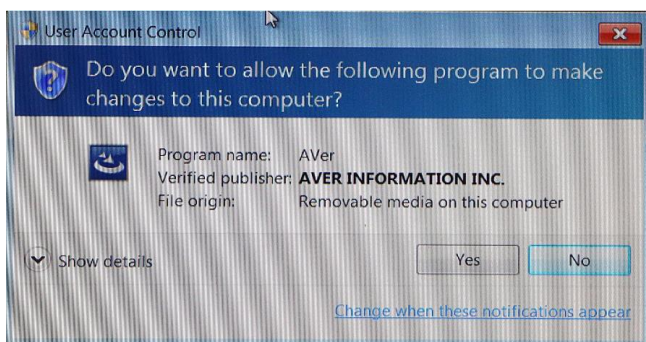 User Account Control
Do you want to allow the following program to make
changes to this computer?
Program name: AVer
Verified publisher: AVER INFORMATION INC.
File origin: Removable media on this computer
Show details
Yes
No
Change when these notifications appear